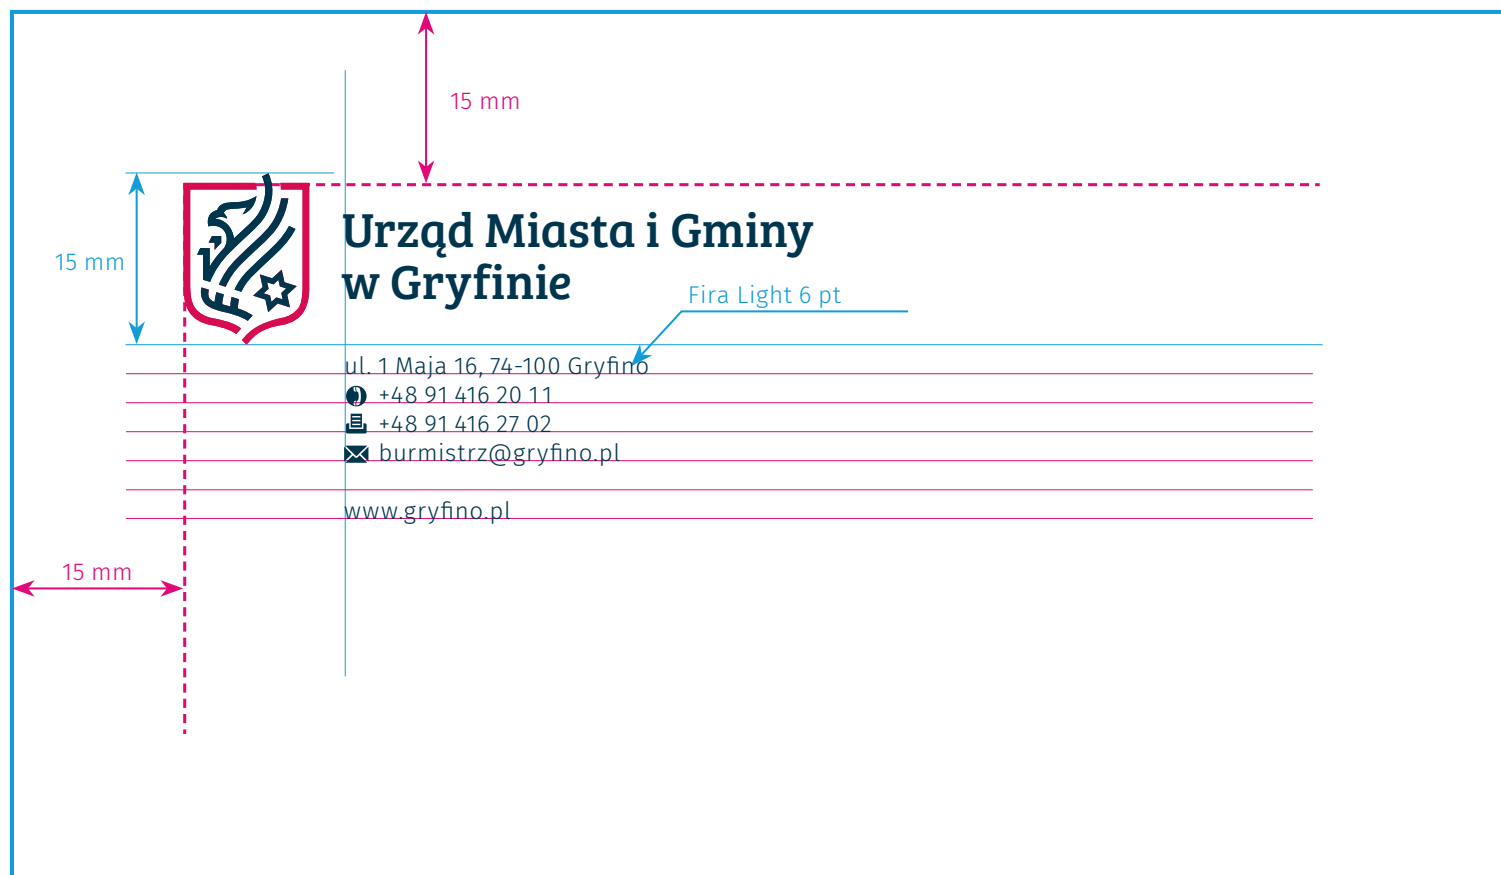 15 mm
15 mm
Urząd Miasta i Gminy
w Gryfinie
Fira Light 6 pt
ul. 1 Maja 16, 74-100 Gryfino
+48 91 416 20 11
+48 91 416 27 02
burmistrz@gryfino.pl
www.gryfino.pl
15 mm